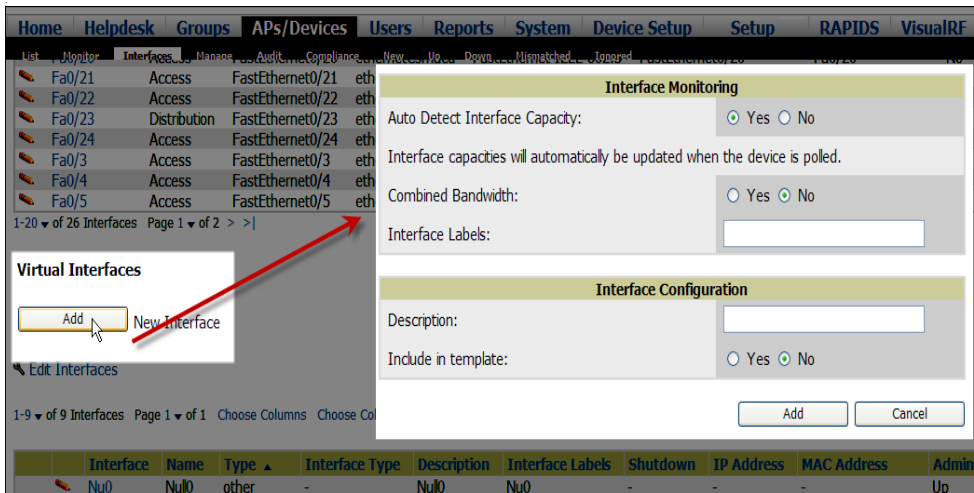 Home Helpdesk Groups APs/Devices Users Reports System Device Setup Setup RAPIDS VisualRF
List Monitor Interfaces Manage Audit Compliance New Up Down Mismatched Ignored
Fa0/21 Access FastEthernet0/21 eth
Fa0/22 Access FastEthernet0/22 eth
Fa0/23 Distribution FastEthernet0/23 eth
Fa0/24 Access FastEthernet0/24 eth
Fa0/3 Access FastEthernet0/3 eth
Fa0/4 Access FastEthernet0/4 eth
Fa0/5 Access FastEthernet0/5 eth
1-20 of 26 Interfaces Page 1 of 2 > >|
Virtual Interfaces
Add New Interface
Edit Interfaces
1-9 of 9 Interfaces Page 1 of 1 Choose Columns Choose Col
Interface Monitoring
Auto Detect Interface Capacity: Yes No
Interface capacities will automatically be updated when the device is polled.
Combined Bandwidth: Yes No
Interface Labels:
Interface Configuration
Description:
Include in template: Yes No
Add Cancel
Interface Name Type Interface Type Description Interface Labels Shutdown IP Address MAC Address Admin
Nu0 Null0 other - Null0 Nu0 - - - Up